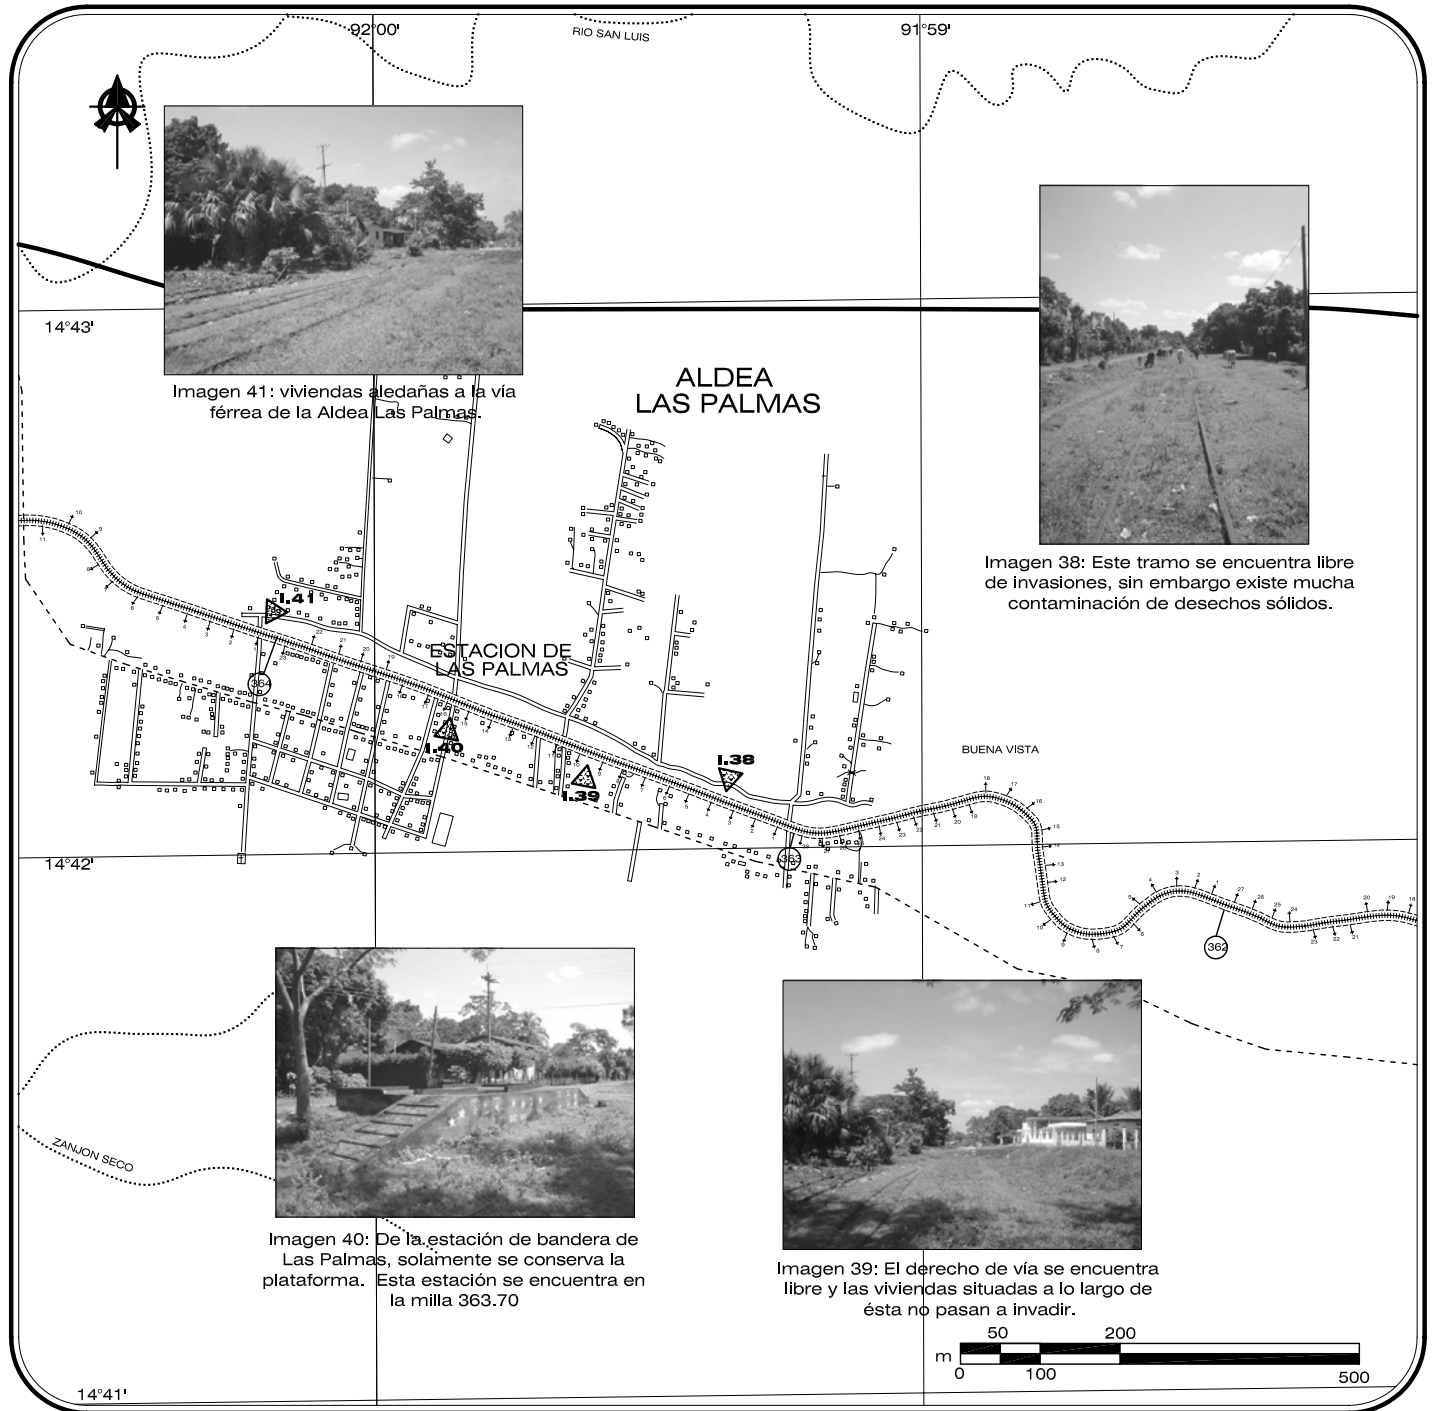 92°00'
RIO SAN LUIS
91°59'
14°43'
Imagen 41: viviendas aledañas a la vía
férrea de la Aldea Las Palmas.
ALDEA
LAS PALMAS
Imagen 38: Este tramo se encuentra libre
de invasiones, sin embargo existe mucha
contaminación de desechos sólidos.
I.41
ESTACION DE
LAS PALMAS
364
I.40
I.39
I.38
BUENA VISTA
14°42'
363
362
ZANJON SECO
Imagen 40: De la estación de bandera de
Las Palmas, solamente se conserva la
plataforma. Esta estación se encuentra en
la milla 363.70
Imagen 39: El derecho de vía se encuentra
libre y las viviendas situadas a lo largo de
ésta no pasan a invadir.
50 200
m
0 100 500
14°41'